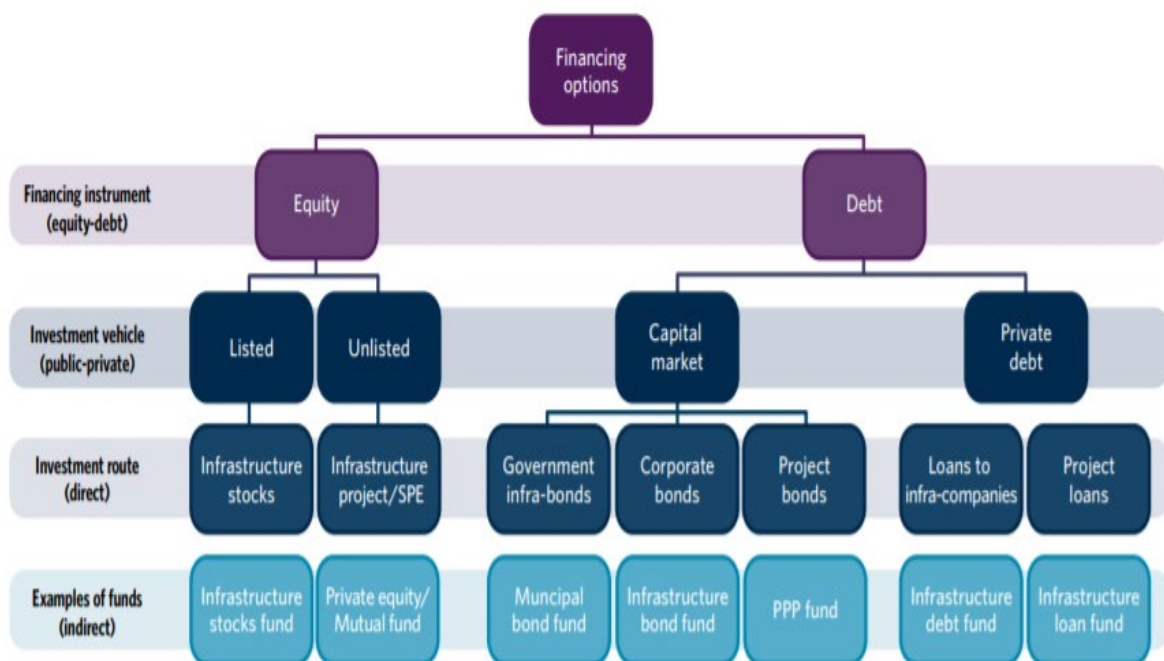 Financing
options
Financing instrument
(equity-debt)
Equity
Debt
Investment vehicle
(public-private)
Listed
Unlisted
Capital
market
Private
debt
Investment route
(direct)
Infrastructure
stocks
Infrastructure
project/SPE
Government
infra-bonds
Corporate
bonds
Project
bonds
Loans to
infra-companies
Project
loans
Examples of funds
(indirect)
Infrastructure
stocks fund
Private equity/
Mutual fund
Muncipal
bond fund
Infrastructure
bond fund
PPP fund
Infrastructure
debt fund
Infrastructure
loan fund